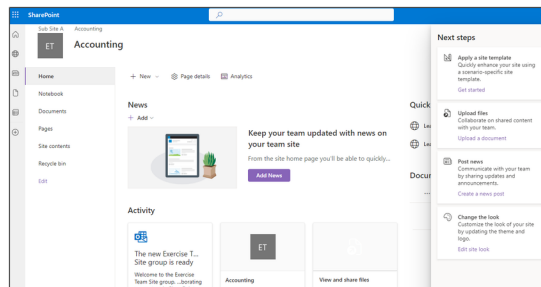 SharePoint
Sub Site A Accounting
ET
Accounting
Home
Notebook
Documents
Pages
Site contents
Recycle bin
Edit
+ New
Page details
Analytics
News
+ Add
Keep your team updated with news on
your team site
From the site home page you'll be able to quickly...
Add News
Activity
The new Exercise T...
Site group is ready
Welcome to the Exercise
Team Site group. ...borating
ET
Accounting
View and share files
Quick
Lea
Lea
Docur
...
Next steps
Apply a site template
Quickly enhance your site using
a scenario-specific site
template.
Get started
Upload files
Collaborate on shared content
with your team.
Upload a document
Post news
Communicate with your team
by sharing updates and
announcements.
Create a news post
Change the look
Customize the look of your site
by updating the theme and
logo.
Edit site look